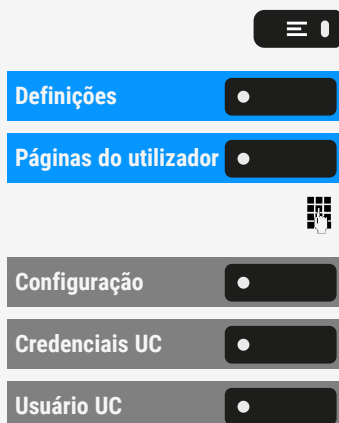 Definições
Páginas do utilizador
Configuração
Credenciais UC
Usuário UC